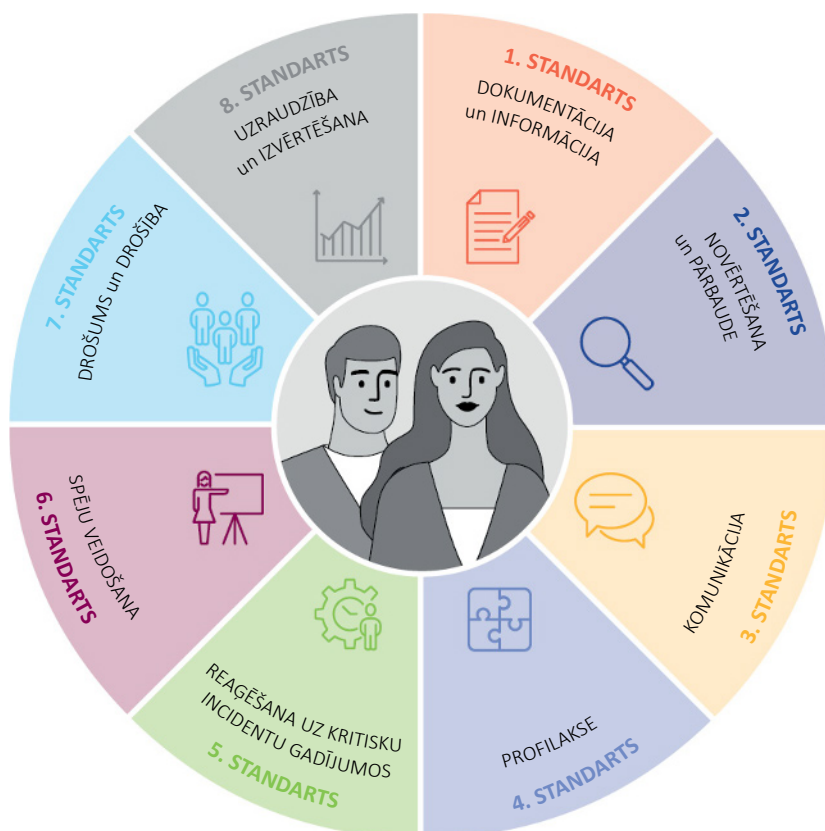 1. STANDARTS
DOKUMENTĀCIJA
un INFORMĀCIJA
2. STANDARTS
NOVĒRTĒŠANA
un PĀRBAUDE
3. STANDARTS
KOMUNIKĀCIJA
PROFILAKSE
4. STANDARTS
REAĢĒŠANA UZ KRITISKU
INCIDENTU GADĪJUMOS
5. STANDARTS
SPĒJU VEIDOŠANA
6. STANDARTS
7. STANDARTS
DROŠUMS un DROŠĪBA
8. STANDARTS
UZRAUDZĪBA
un IZVĒRTĒŠANA